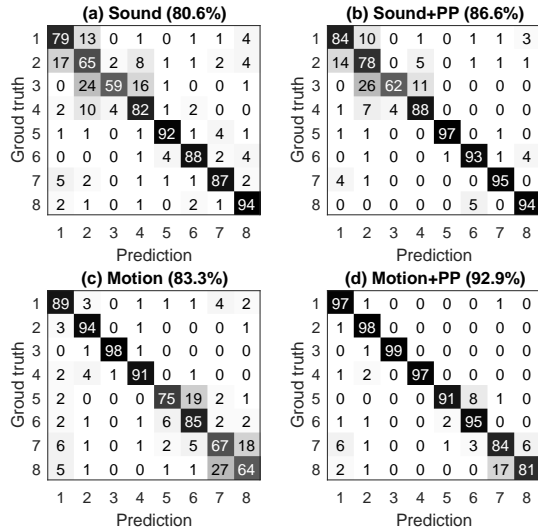 (a) Sound (80.6%)
1 79 13 0 1 0 1 1 4
2 17 65 2 8 1 1 2 4
3 0 24 59 16 1 0 0 0
4 2 10 4 82 1 2 0 0
5 1 1 0 1 92 1 4 1
6 0 0 0 1 4 88 2 4
7 5 2 0 1 1 1 87 2
8 2 1 0 1 0 2 1 94
1 2 3 4 5 6 7 8
Prediction
Groud truth
(b) Sound+PP (86.6%)
1 84 10 0 1 0 1 1 3
2 14 78 0 5 0 1 1 1
3 0 26 62 11 0 0 0 0
4 1 7 4 88 0 0 0 0
5 1 0 0 0 97 1 0 0
6 0 1 0 0 1 93 1 4
7 4 1 0 0 0 0 95 0
8 0 0 0 0 0 5 0 94
1 2 3 4 5 6 7 8
Prediction
Groud truth
(c) Motion (83.3%)
1 89 3 0 1 1 1 4 2
2 3 94 0 1 0 0 0 0
3 0 1 98 1 0 0 0 0
4 2 4 1 91 0 1 0 0
5 2 0 0 0 75 19 2 1
6 2 1 0 1 6 85 2 2
7 6 1 0 1 2 5 67 18
8 5 1 0 0 1 1 27 64
1 2 3 4 5 6 7 8
Prediction
Groud truth
(d) Motion+PP (92.9%)
1 97 1 0 0 0 0 1 0
2 1 98 0 0 0 0 0 0
3 0 1 99 0 0 0 0 0
4 1 2 0 97 0 0 0 0
5 0 0 0 0 91 8 1 0
6 1 1 0 0 2 95 0 0
7 6 1 0 0 1 3 84 6
8 2 1 0 0 0 0 17 81
1 2 3 4 5 6 7 8
Prediction
Groud truth